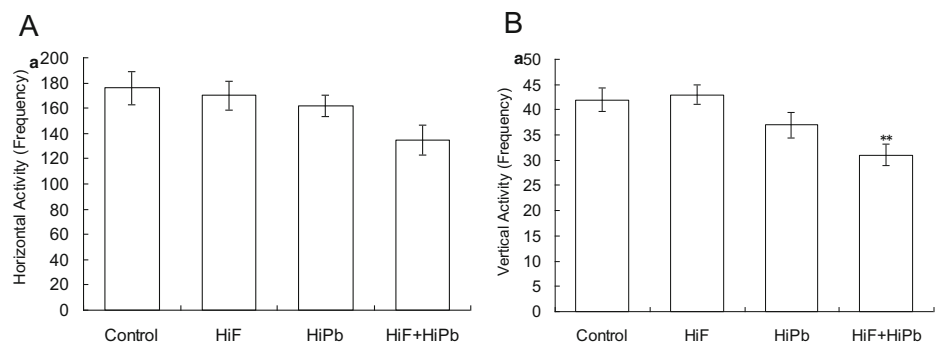 A
a
Horizontal Activity (Frequency)
200
180
160
140
120
100
80
60
40
20
0
Control HiF HiPb HiF+HiPb
B
a
Vertical Activity (Frequency)
50
45
40
35
30
25
20
15
10
5
0
**
Control HiF HiPb HiF+HiPb